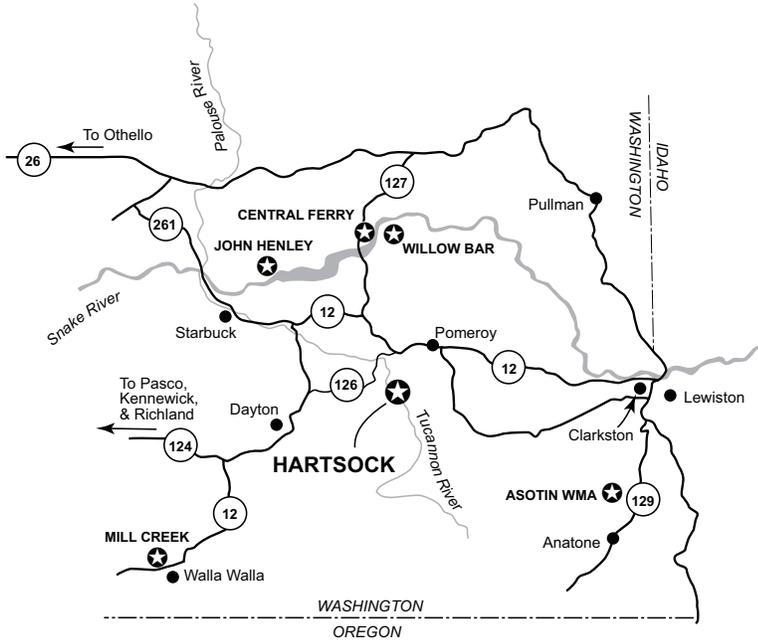 Palouse River
To Othello
26
WASHINGTON
IDAHO
127
Pullman
CENTRAL FERRY
261
JOHN HENLEY
WILLOW BAR
Snake River
12
Starbuck
Pomeroy
12
To Pasco,
Kennewick,
& Richland
126
Dayton
Lewiston
Clarkston
124
Tucannon River
HARTSOCK
ASOTIN WMA
129
12
MILL CREEK
Anatone
Walla Walla
WASHINGTON
OREGON